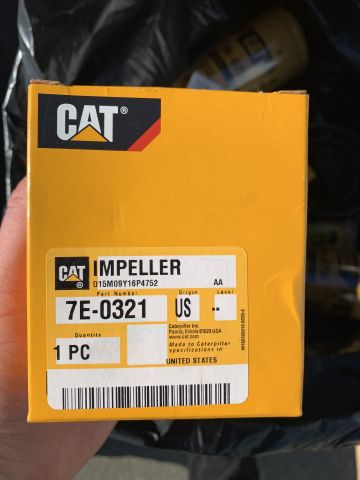 CAT®
CAT IMPELLER
015M09Y16P4752 AA
Part Number Origin Level
7E-0321 US --
Caterpillar Inc
Peoria, Illinois 61629 USA
www.cat.com
Quantity
1 PC
Made to Caterpillar
specifications in
UNITED STATES